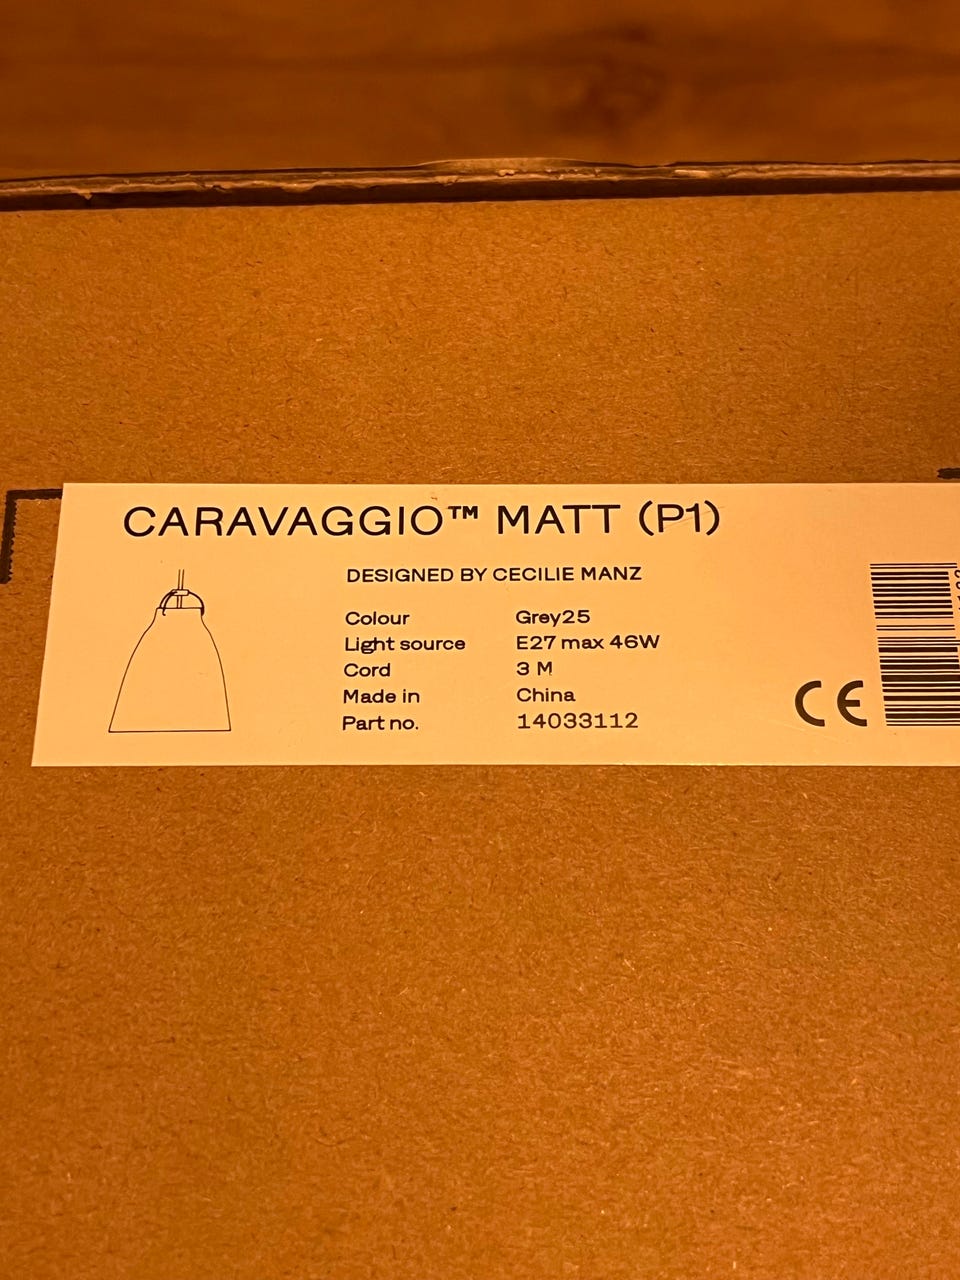 CARAVAGGIO™ MATT (P1)
DESIGNED BY CECILIE MANZ
Colour Grey25
Light source E27 max 46W
Cord 3 M
Made in China
Part no. 14033112
CE